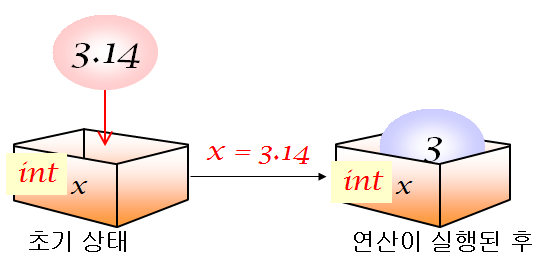 3.14
int x
x = 3.14
3
int x
초기 상태
연산이 실행된 후